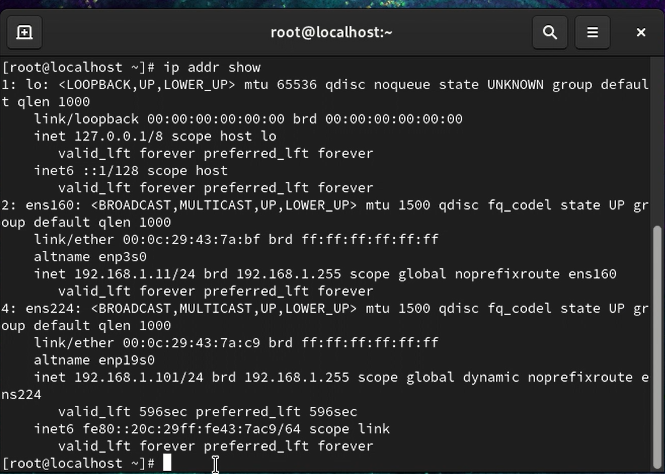 root@localhost:~
[root@localhost ~]# ip addr show
1: lo: <LOOPBACK,UP,LOWER_UP> mtu 65536 qdisc noqueue state UNKNOWN group defaul
t qlen 1000
    link/loopback 00:00:00:00:00:00 brd 00:00:00:00:00:00
    inet 127.0.0.1/8 scope host lo
       valid_lft forever preferred_lft forever
    inet6 ::1/128 scope host
       valid_lft forever preferred_lft forever
2: ens160: <BROADCAST,MULTICAST,UP,LOWER_UP> mtu 1500 qdisc fq_codel state UP gr
oup default qlen 1000
    link/ether 00:0c:29:43:7a:bf brd ff:ff:ff:ff:ff:ff
    altname enp3s0
    inet 192.168.1.11/24 brd 192.168.1.255 scope global noprefixroute ens160
       valid_lft forever preferred_lft forever
4: ens224: <BROADCAST,MULTICAST,UP,LOWER_UP> mtu 1500 qdisc fq_codel state UP gr
oup default qlen 1000
    link/ether 00:0c:29:43:7a:c9 brd ff:ff:ff:ff:ff:ff
    altname enp19s0
    inet 192.168.1.101/24 brd 192.168.1.255 scope global dynamic noprefixroute e
ns224
       valid_lft 596sec preferred_lft 596sec
    inet6 fe80::20c:29ff:fe43:7ac9/64 scope link
       valid_lft forever preferred_lft forever
[root@localhost ~]#